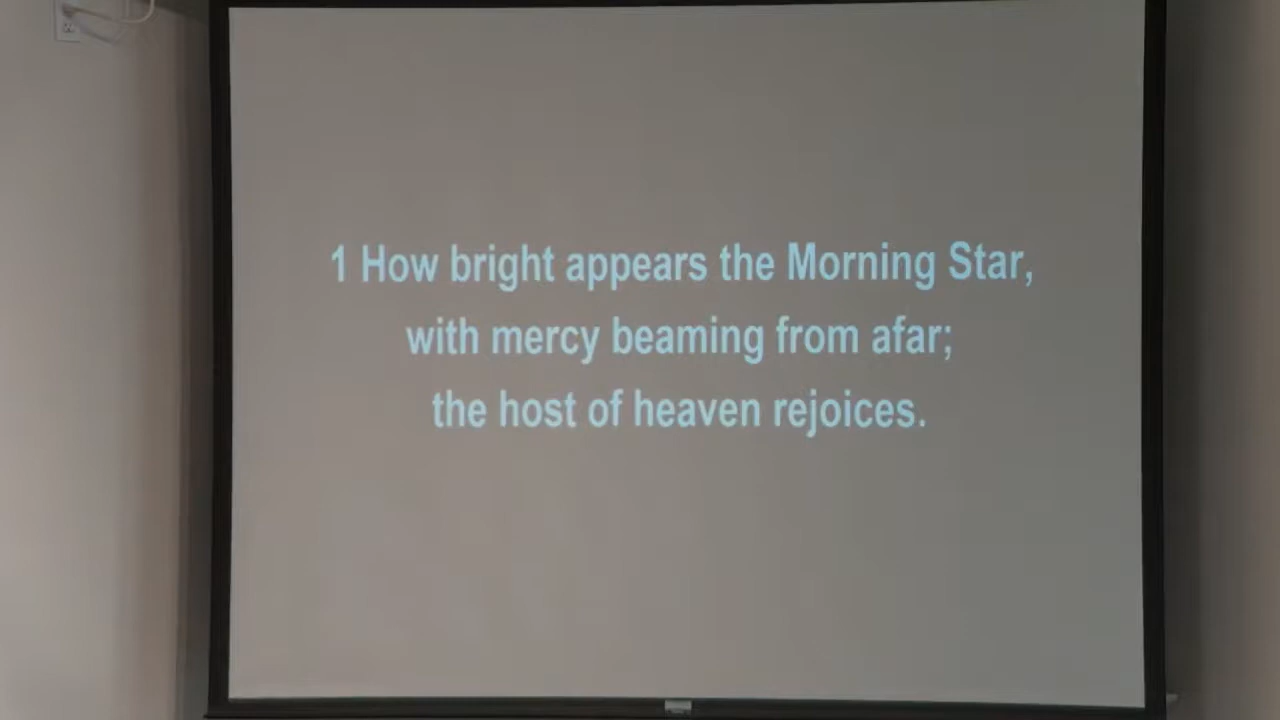 1 How bright appears the Morning Star,
with mercy beaming from afar;
the host of heaven rejoices.